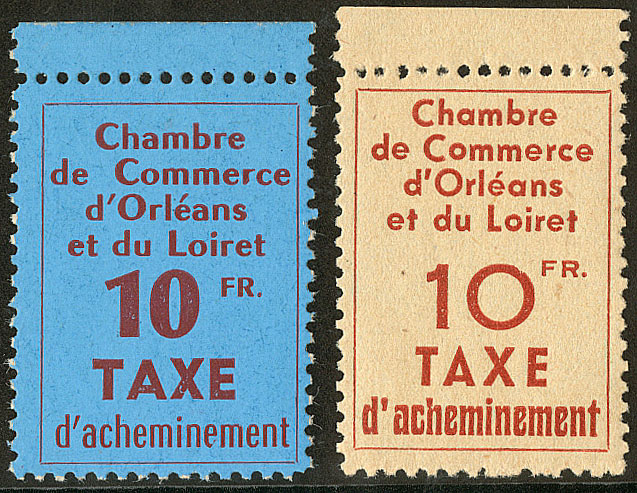 Chambre
de Commerce
d'Orléans
et du Loiret
10 FR.
TAXE
d'acheminement
Chambre
de Commerce
d'Orléans
et du Loiret
10 FR.
TAXE
d'acheminement